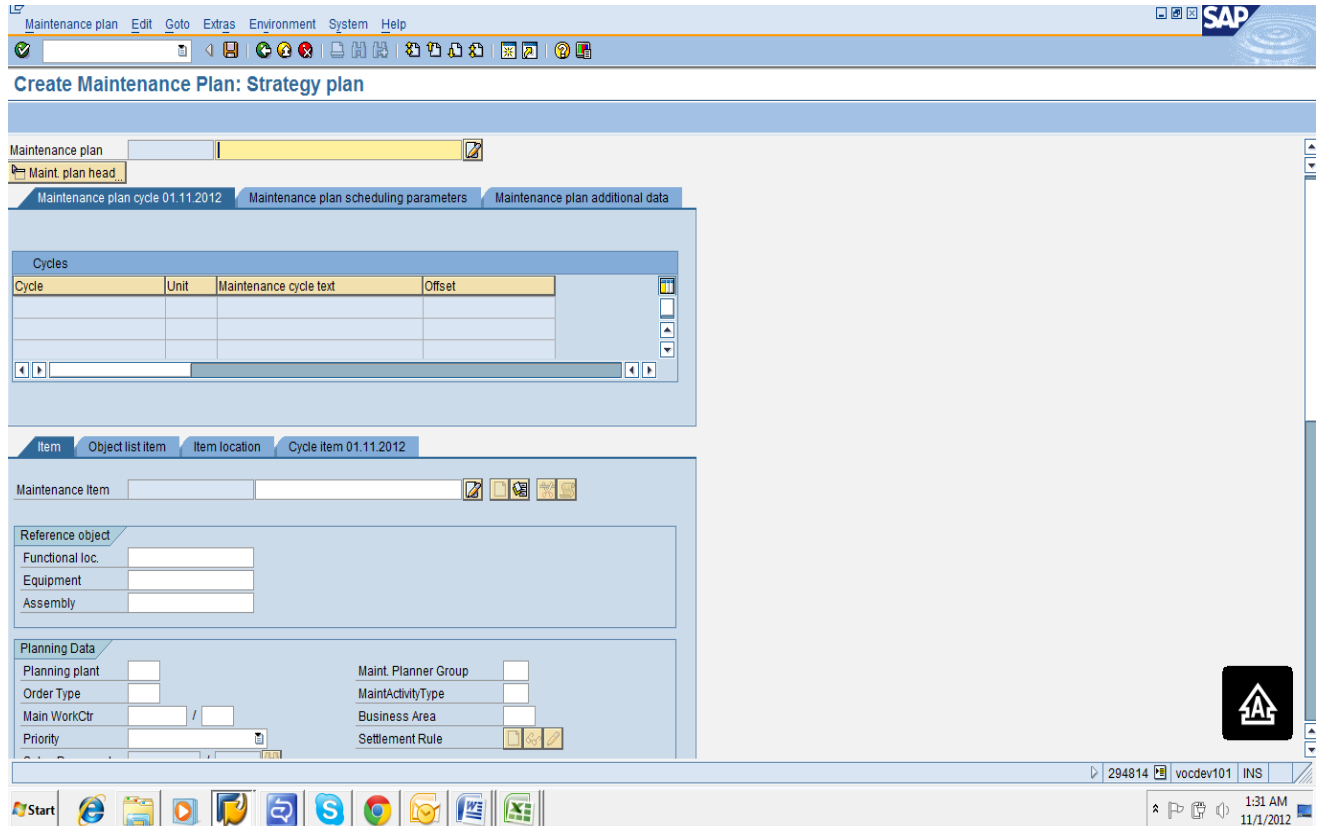 Maintenance plan Edit Goto Extras Environment System Help
SAP
Create Maintenance Plan: Strategy plan
Maintenance plan
Maint. plan head...
Maintenance plan cycle 01.11.2012 Maintenance plan scheduling parameters Maintenance plan additional data
Cycles
Cycle Unit Maintenance cycle text Offset
Item Object list item Item location Cycle item 01.11.2012
Maintenance Item
Reference object
Functional loc.
Equipment
Assembly
Planning Data
Planning plant Maint. Planner Group
Order Type MaintActivityType
Main WorkCtr / Business Area
Priority Settlement Rule
A
294814 vocdev101 INS
Start 1:31 AM
11/1/2012